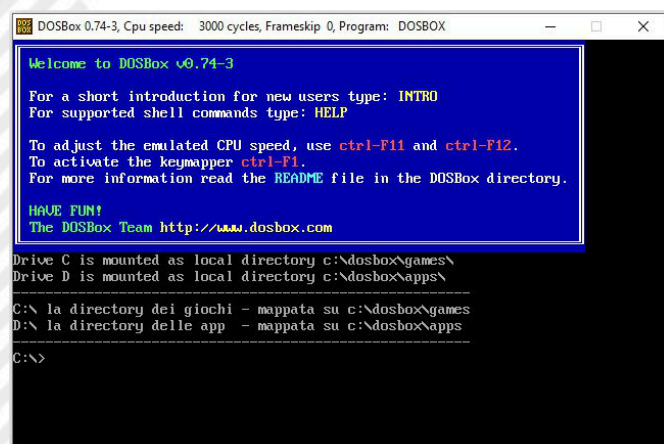 DOSBox 0.74-3, Cpu speed: 3000 cycles, Frameskip 0, Program: DOSBOX
Welcome to DOSBox v0.74-3
For a short introduction for new users type: INTRO
For supported shell commands type: HELP
To adjust the emulated CPU speed, use ctrl-F11 and ctrl-F12.
To activate the keymapper ctrl-F1.
For more information read the README file in the DOSBox directory.
HAVE FUN!
The DOSBox Team http://www.dosbox.com
Drive C is mounted as local directory c:\dosbox\games\
Drive D is mounted as local directory c:\dosbox\apps\
---------------------------------------------------------
C:\ la directory dei giochi - mappata su c:\dosbox\games
D:\ la directory delle app  - mappata su c:\dosbox\apps
---------------------------------------------------------
C:\>